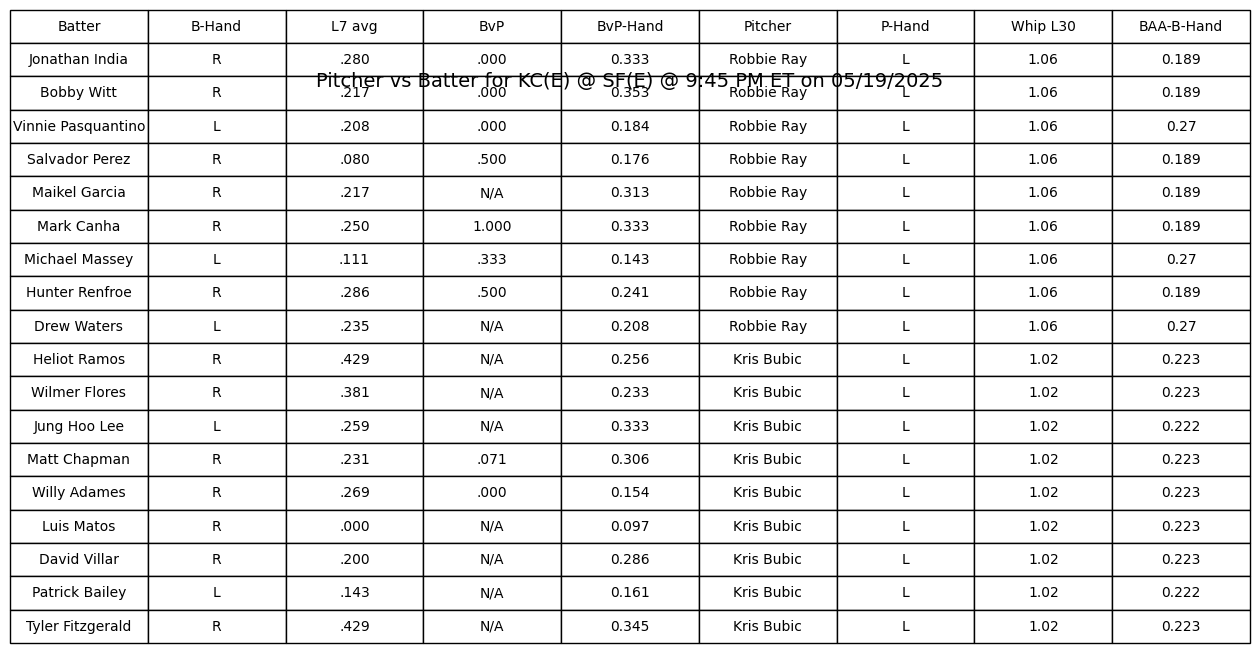 Batter B-Hand L7 avg BvP BvP-Hand Pitcher P-Hand Whip L30 BAA-B-Hand
Jonathan India R .280 .000 0.333 Robbie Ray L 1.06 0.189
Pitcher vs Batter for KC(E) @ SF(E) @ 9:45 PM ET on 05/19/2025
Bobby Witt R .217 .000 0.353 Robbie Ray L 1.06 0.189
Vinnie Pasquantino L .208 .000 0.184 Robbie Ray L 1.06 0.27
Salvador Perez R .080 .500 0.176 Robbie Ray L 1.06 0.189
Maikel Garcia R .217 N/A 0.313 Robbie Ray L 1.06 0.189
Mark Canha R .250 1.000 0.333 Robbie Ray L 1.06 0.189
Michael Massey L .111 .333 0.143 Robbie Ray L 1.06 0.27
Hunter Renfroe R .286 .500 0.241 Robbie Ray L 1.06 0.189
Drew Waters L .235 N/A 0.208 Robbie Ray L 1.06 0.27
Heliot Ramos R .429 N/A 0.256 Kris Bubic L 1.02 0.223
Wilmer Flores R .381 N/A 0.233 Kris Bubic L 1.02 0.223
Jung Hoo Lee L .259 N/A 0.333 Kris Bubic L 1.02 0.222
Matt Chapman R .231 .071 0.306 Kris Bubic L 1.02 0.223
Willy Adames R .269 .000 0.154 Kris Bubic L 1.02 0.223
Luis Matos R .000 N/A 0.097 Kris Bubic L 1.02 0.223
David Villar R .200 N/A 0.286 Kris Bubic L 1.02 0.223
Patrick Bailey L .143 N/A 0.161 Kris Bubic L 1.02 0.222
Tyler Fitzgerald R .429 N/A 0.345 Kris Bubic L 1.02 0.223